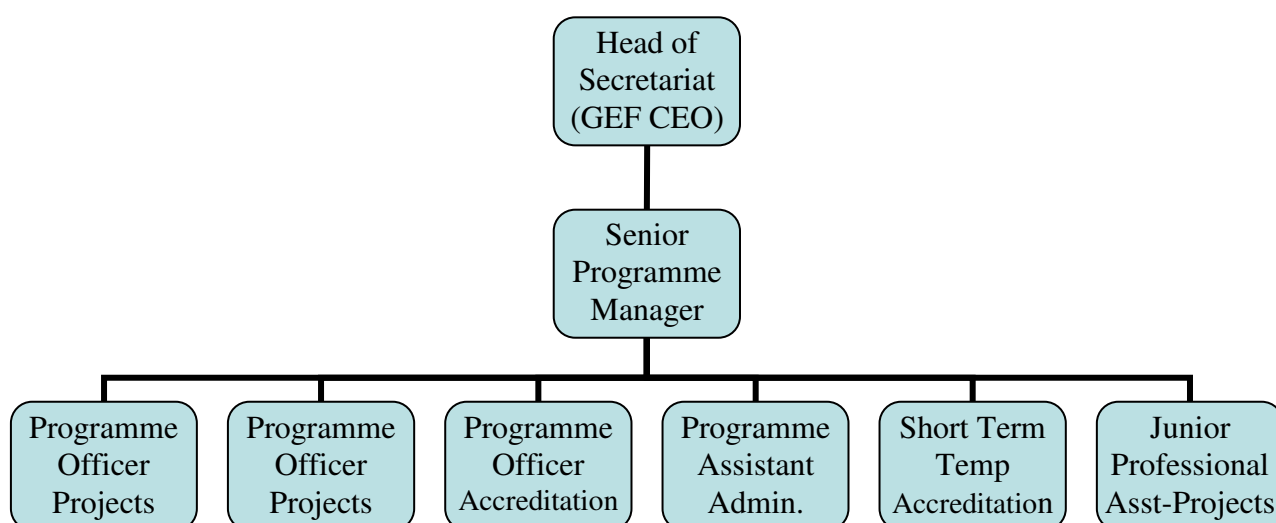 Head of
Secretariat
(GEF CEO)
Senior
Programme
Manager
Programme
Officer
Projects
Programme
Officer
Projects
Programme
Officer
Accreditation
Programme
Assistant
Admin.
Short Term
Temp
Accreditation
Junior
Professional
Asst-Projects